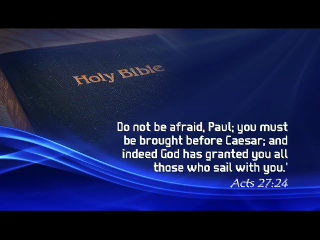 Holy Bible
Do not be afraid, Paul; you must
be brought before Caesar; and
indeed God has granted you all
those who sail with you.'
Acts 27:24